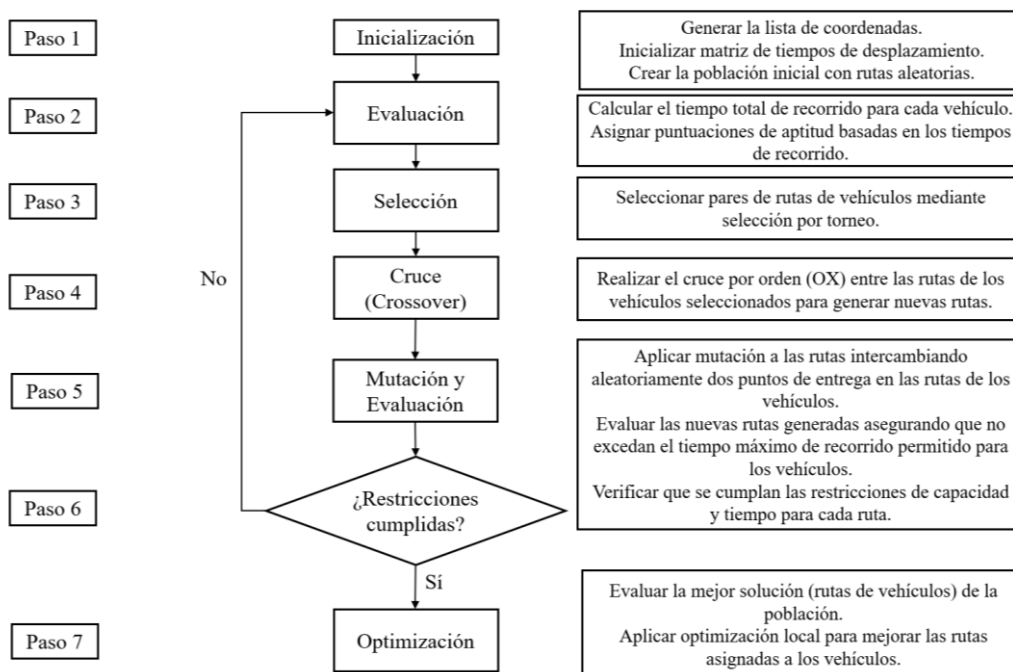 Paso 1
Inicialización
Generar la lista de coordenadas.
Inicializar matriz de tiempos de desplazamiento.
Crear la población inicial con rutas aleatorias.
Paso 2
Evaluación
Calcular el tiempo total de recorrido para cada vehículo.
Asignar puntuaciones de aptitud basadas en los tiempos
de recorrido.
Paso 3
Selección
Seleccionar pares de rutas de vehículos mediante
selección por torneo.
No
Paso 4
Cruce
(Crossover)
Realizar el cruce por orden (OX) entre las rutas de los
vehículos seleccionados para generar nuevas rutas.
Paso 5
Mutación y
Evaluación
Aplicar mutación a las rutas intercambiando
aleatoriamente dos puntos de entrega en las rutas de los
vehículos.
Evaluar las nuevas rutas generadas asegurando que no
excedan el tiempo máximo de recorrido permitido para
los vehículos.
Verificar que se cumplan las restricciones de capacidad
y tiempo para cada ruta.
Paso 6
¿Restricciones
cumplidas?
Sí
Paso 7
Optimización
Evaluar la mejor solución (rutas de vehículos) de la
población.
Aplicar optimización local para mejorar las rutas
asignadas a los vehículos.